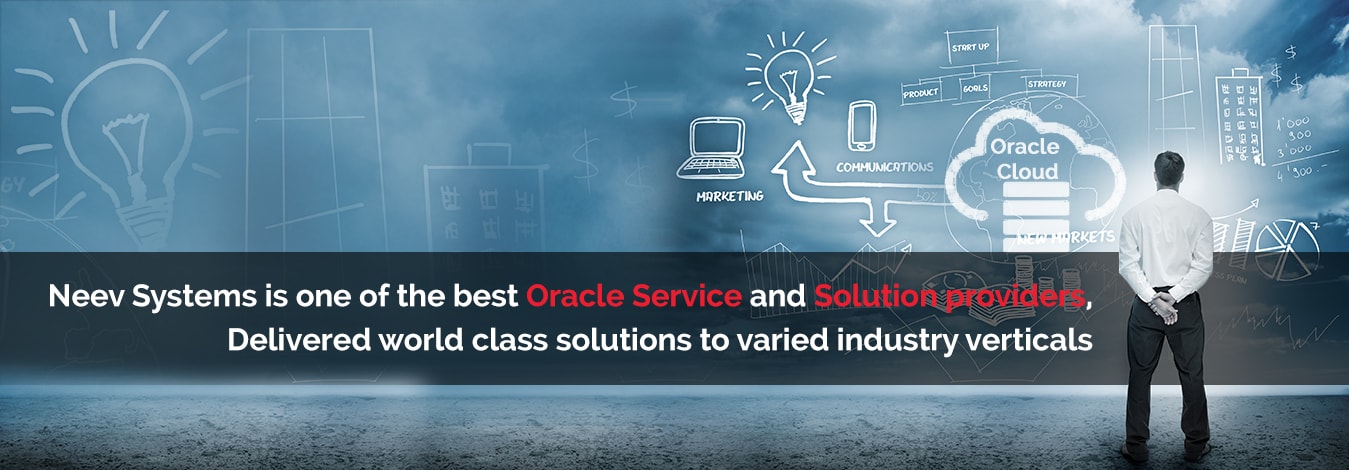 START UP
PRODUCT
GOALS
STRATEGY
MARKETING
COMMUNICATIONS
Oracle
Cloud
NEW MARKETS
50%
1'000
900
3'000
4'900.-
Neev Systems is one of the best Oracle Service and Solution providers,
Delivered world class solutions to varied industry verticals